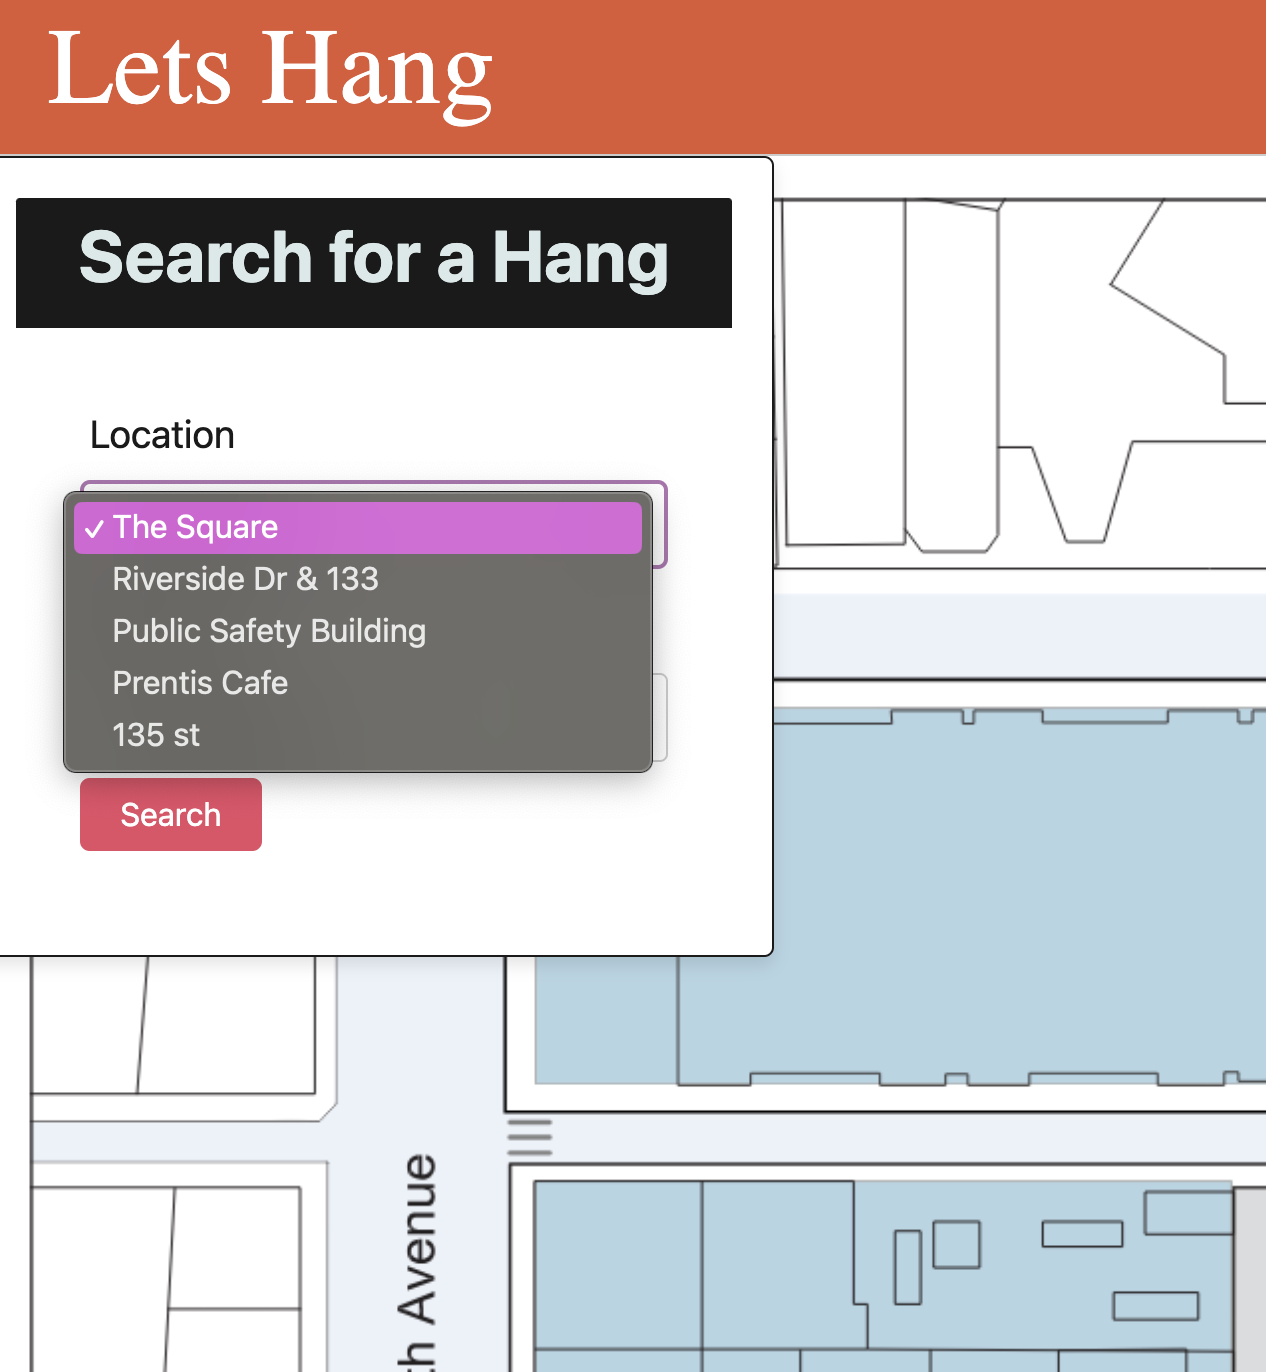 Lets Hang
Search for a Hang
Location
✓ The Square
Riverside Dr & 133
Public Safety Building
Prentis Cafe
135 st
Search
th Avenue